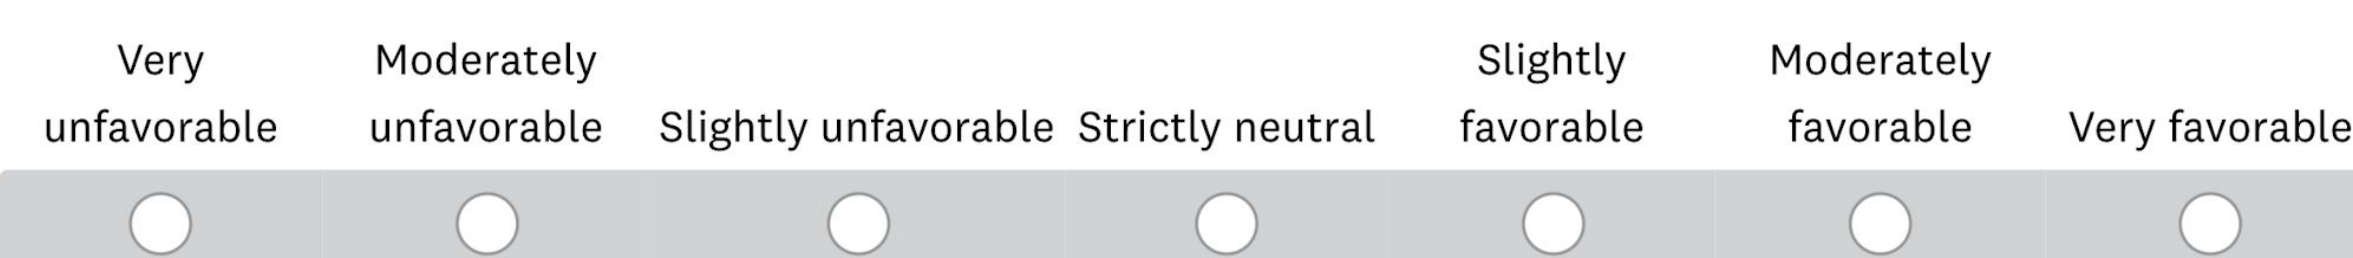 Very
unfavorable
Moderately
unfavorable
Slightly unfavorable
Strictly neutral
Slightly
favorable
Moderately
favorable
Very favorable